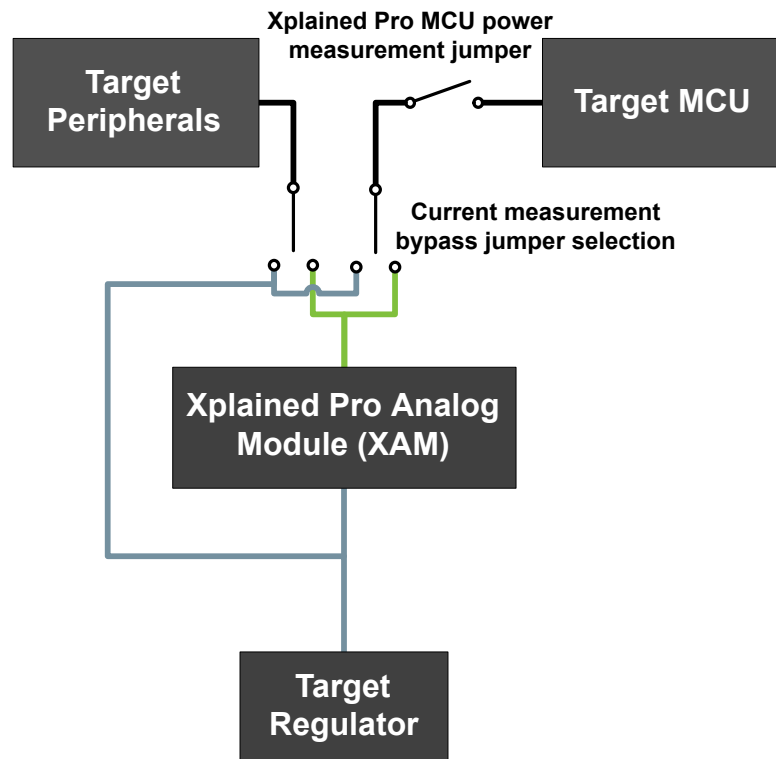 Xplained Pro MCU power
measurement jumper
Target
Peripherals
Target MCU
Current measurement
bypass jumper selection
Xplained Pro Analog
Module (XAM)
Target
Regulator